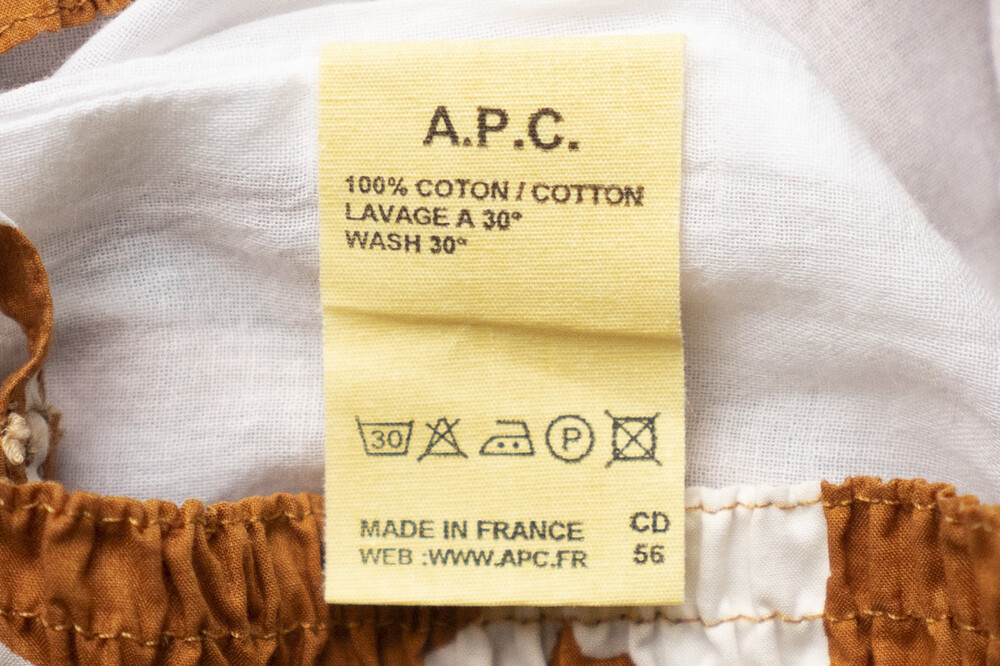 A.P.C.
100% COTON / COTTON
LAVAGE A 30°
WASH 30°
30 P
MADE IN FRANCE CD
WEB :WWW.APC.FR 56